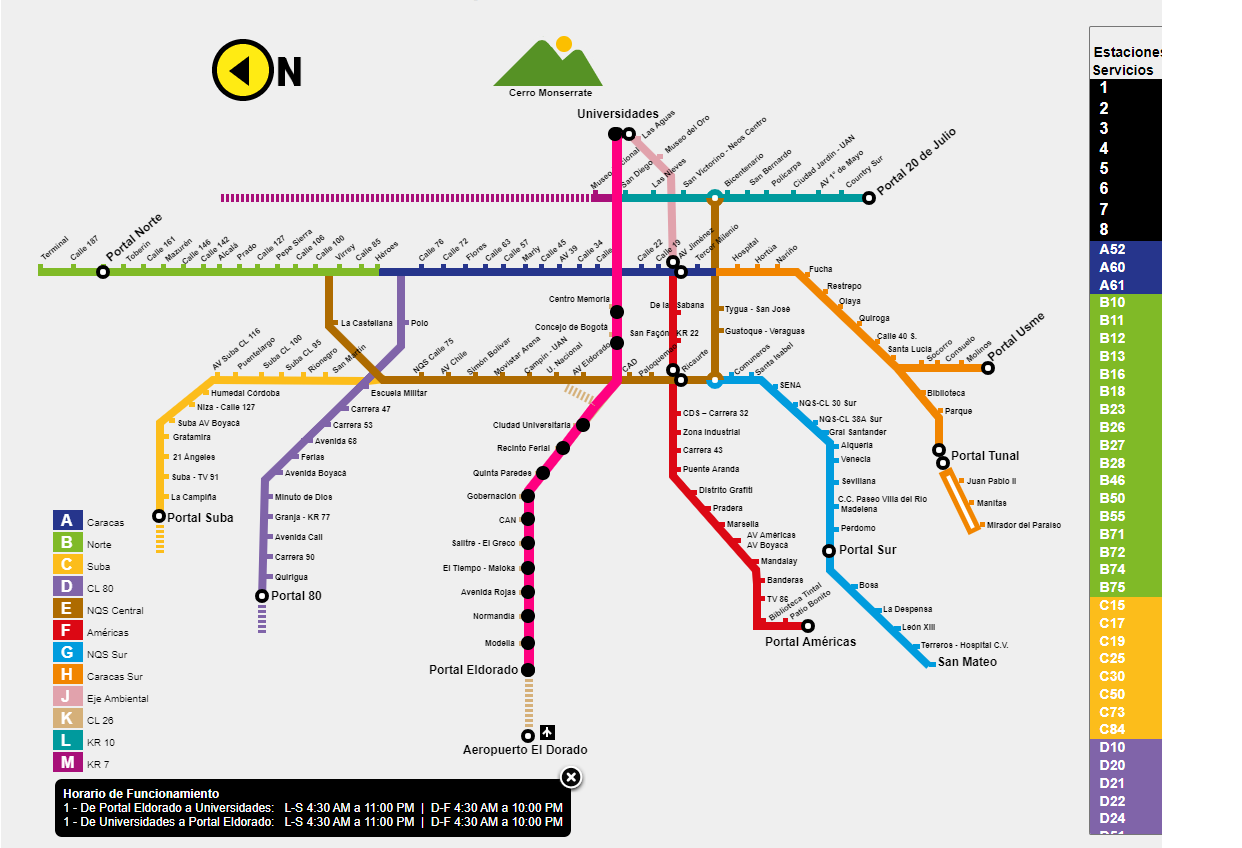 N
Cerro Monserrate
Estaciones
Servicios
1
2
3
4
5
6
7
8
A52
A60
A61
B10
B11
B12
B13
B16
B18
B23
B26
B27
B28
B46
B50
B55
B71
B72
B74
B75
C15
C17
C19
C25
C30
C50
C73
C84
D10
D20
D21
D22
D24
D51
Universidades
Las Aguas
Museo del Oro
Las Nieves
San Diego
San Victorino - Neos Centro
Bicentenario
San Bernardo
Policarpa
Ciudad Jardín - UAN
AV 1° de Mayo
Country Sur
Portal 20 de Julio
Terminal
Calle 187
Portal Norte
Toberín
Calle 161
Mazurén
Calle 146
Calle 142
Alcalá
Prado
Calle 127
Pepe Sierra
Calle 106
Calle 100
Virrey
Calle 85
Héroes
Calle 76
Calle 72
Flores
Calle 63
Calle 57
Marly
Calle 45
AV 39
Calle 34
Calle
Calle 22
Calle 19
AV Jiménez
Tercer Milenio
Hospital
Hortúa
Nariño
Fucha
Restrepo
Olaya
Quiroga
Calle 40 S.
Santa Lucia
Socorro
Consuelo
Molinos
Portal Usme
Biblioteca
Parque
Portal Tunal
Juan Pablo II
Manitas
Mirador del Paraiso
Centro Memoria
Concejo de Bogota
De la Sabana
San Façón KR 22
Tygua - San José
Guatoque - Veraguas
La Castellana
Polo
AV Suba CL 116
Puentelargo
Suba CL 100
Suba CL 95
Rionegro
San Martín
NQS Calle 75
AV Chile
Simón Bolívar
Movistar Arena
Campín - UAN
U. Nacional
AV Eldorado
CAD
Paloquemao
Ricaurte
Comuneros
Santa Isabel
SENA
NQS-CL 30 Sur
NQS-CL 38A Sur
Gral Santander
Alquería
Venecia
Sevillana
C.C. Paseo Villa del Rio
Madelena
Perdomo
Portal Sur
Bosa
La Despensa
León XIII
Terreros - Hospital C.V.
San Mateo
Humedal Córdoba
Niza - Calle 127
Suba AV Boyacá
Gratamira
21 Ángeles
Suba - TV 91
La Campiña
Portal Suba
Escuela Militar
Carrera 47
Carrera 53
Avenida 68
Ferias
Avenida Boyacá
Minuto de Dios
Granja - KR 77
Avenida Cali
Carrera 90
Quirigua
Portal 80
Ciudad Universitaria
Recinto Ferial
Quinta Paredes
Gobernación
CAN
Salitre - El Greco
El Tiempo - Maloka
Avenida Rojas
Normandía
Modelia
Portal Eldorado
Aeropuerto El Dorado
CDS – Carrera 32
Zona Industrial
Carrera 43
Puente Aranda
Distrito Grafiti
Pradera
Marsella
AV Américas
AV Boyacá
Mandalay
Banderas
TV 86
Biblioteca Tintal
Patio Bonito
Portal Américas
A Caracas
B Norte
C Suba
D CL 80
E NQS Central
F Américas
G NQS Sur
H Caracas Sur
J Eje Ambiental
K CL 26
L KR 10
M KR 7
Horario de Funcionamiento
1 - De Portal Eldorado a Universidades: L-S 4:30 AM a 11:00 PM | D-F 4:30 AM a 10:00 PM
1 - De Universidades a Portal Eldorado: L-S 4:30 AM a 11:00 PM | D-F 4:30 AM a 10:00 PM